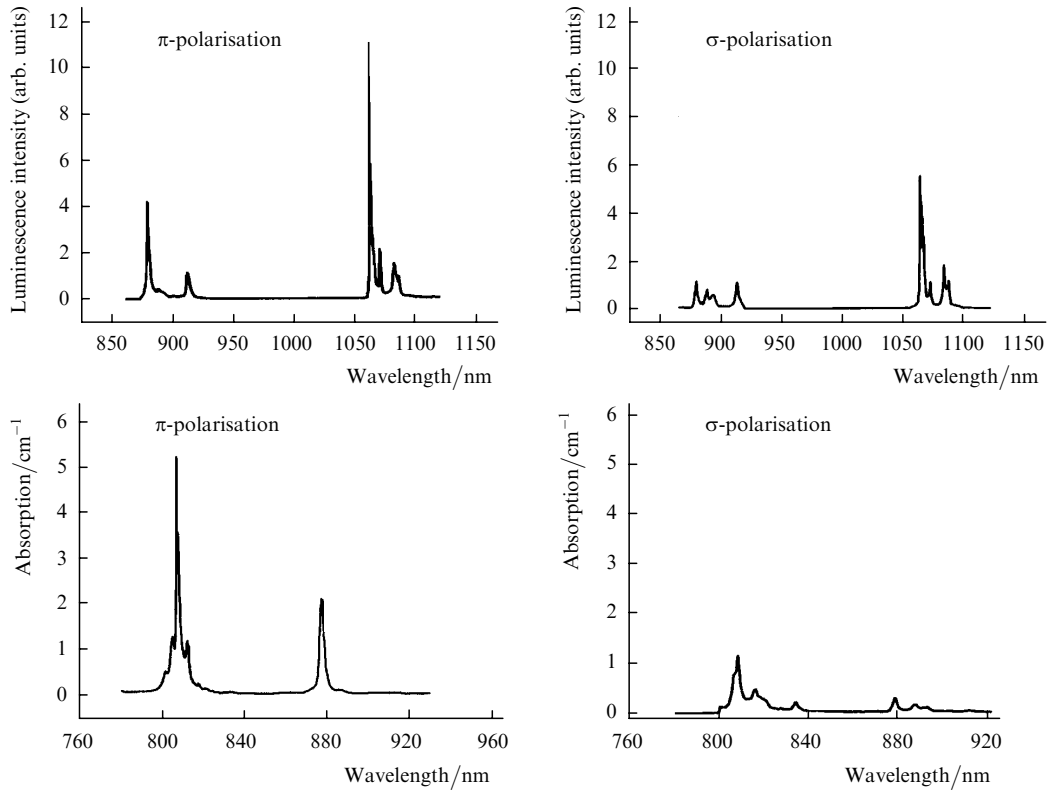 Luminescence intensity (arb. units)
12
10
8
6
4
2
0
π-polarisation
850 900 950 1000 1050 1100 1150
Wavelength/nm
Luminescence intensity (arb. units)
12
10
8
6
4
2
0
σ-polarisation
850 900 950 1000 1050 1100 1150
Wavelength/nm
Absorption/cm⁻¹
6
5
4
3
2
1
0
π-polarisation
760 800 840 880 920 960
Wavelength/nm
Absorption/cm⁻¹
6
5
4
3
2
1
0
σ-polarisation
760 800 840 880 920
Wavelength/nm